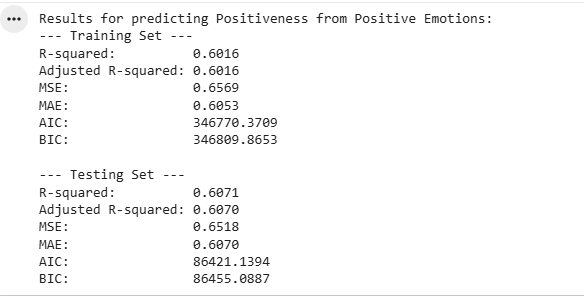 Results for predicting Positiveness from Positive Emotions:
--- Training Set ---
R-squared: 0.6016
Adjusted R-squared: 0.6016
MSE: 0.6569
MAE: 0.6053
AIC: 346770.3709
BIC: 346809.8653
--- Testing Set ---
R-squared: 0.6071
Adjusted R-squared: 0.6070
MSE: 0.6518
MAE: 0.6070
AIC: 86421.1394
BIC: 86455.0887